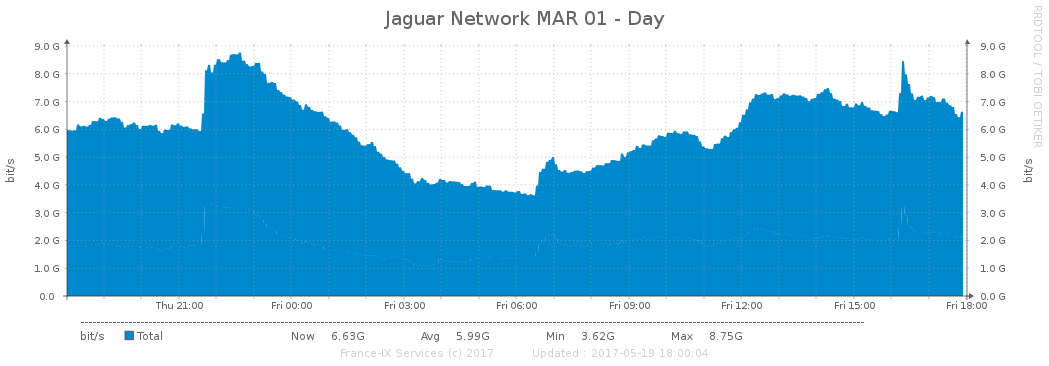 Jaguar Network MAR 01 - Day
RRDTOOL / TOBI OETIKER
bit/s
9.0 G
8.0 G
7.0 G
6.0 G
5.0 G
4.0 G
3.0 G
2.0 G
1.0 G
0.0
9.0 G
8.0 G
7.0 G
6.0 G
5.0 G
4.0 G
3.0 G
2.0 G
1.0 G
0.0 G
bit/s
Thu 21:00 Fri 00:00 Fri 03:00 Fri 06:00 Fri 09:00 Fri 12:00 Fri 15:00 Fri 18:00
bit/s Total Now 6.63G Avg 5.99G Min 3.62G Max 8.75G
France-IX Services (c) 2017 Updated : 2017-05-19 18:00:04